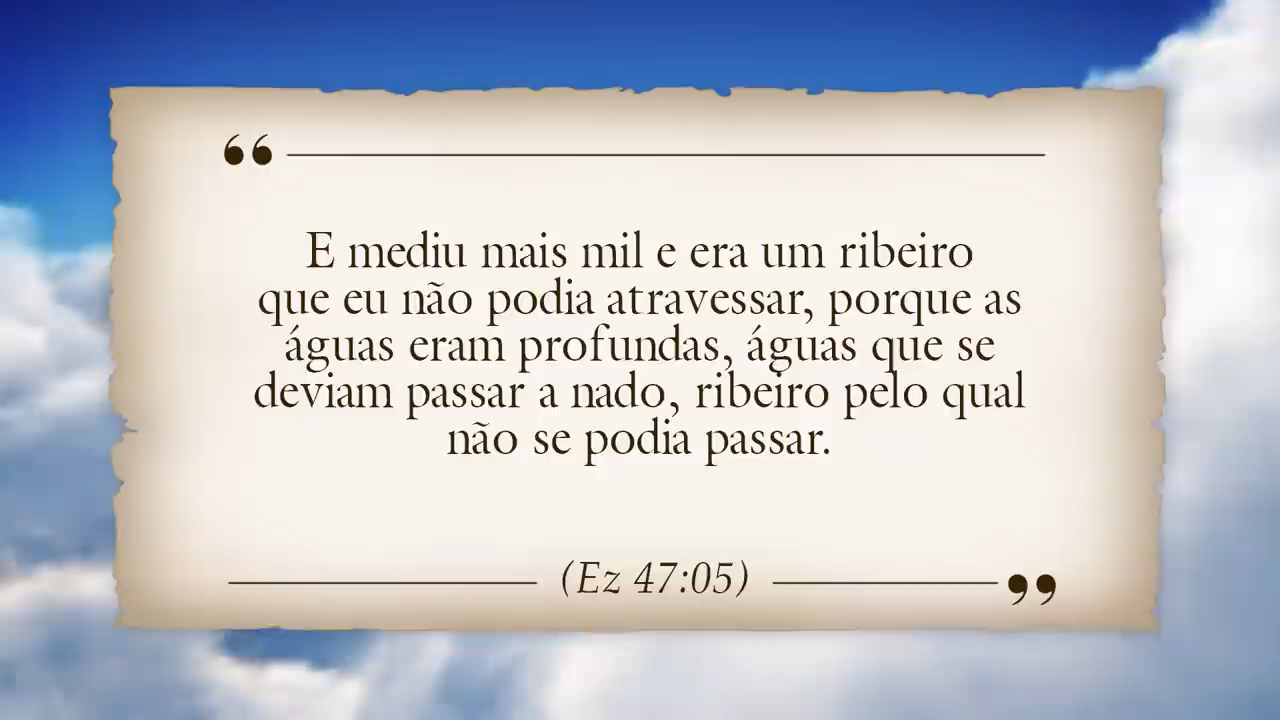 “
E mediu mais mil e era um ribeiro
que eu não podia atravessar, porque as
águas eram profundas, águas que se
deviam passar a nado, ribeiro pelo qual
não se podia passar.
(Ez 47:05)
”